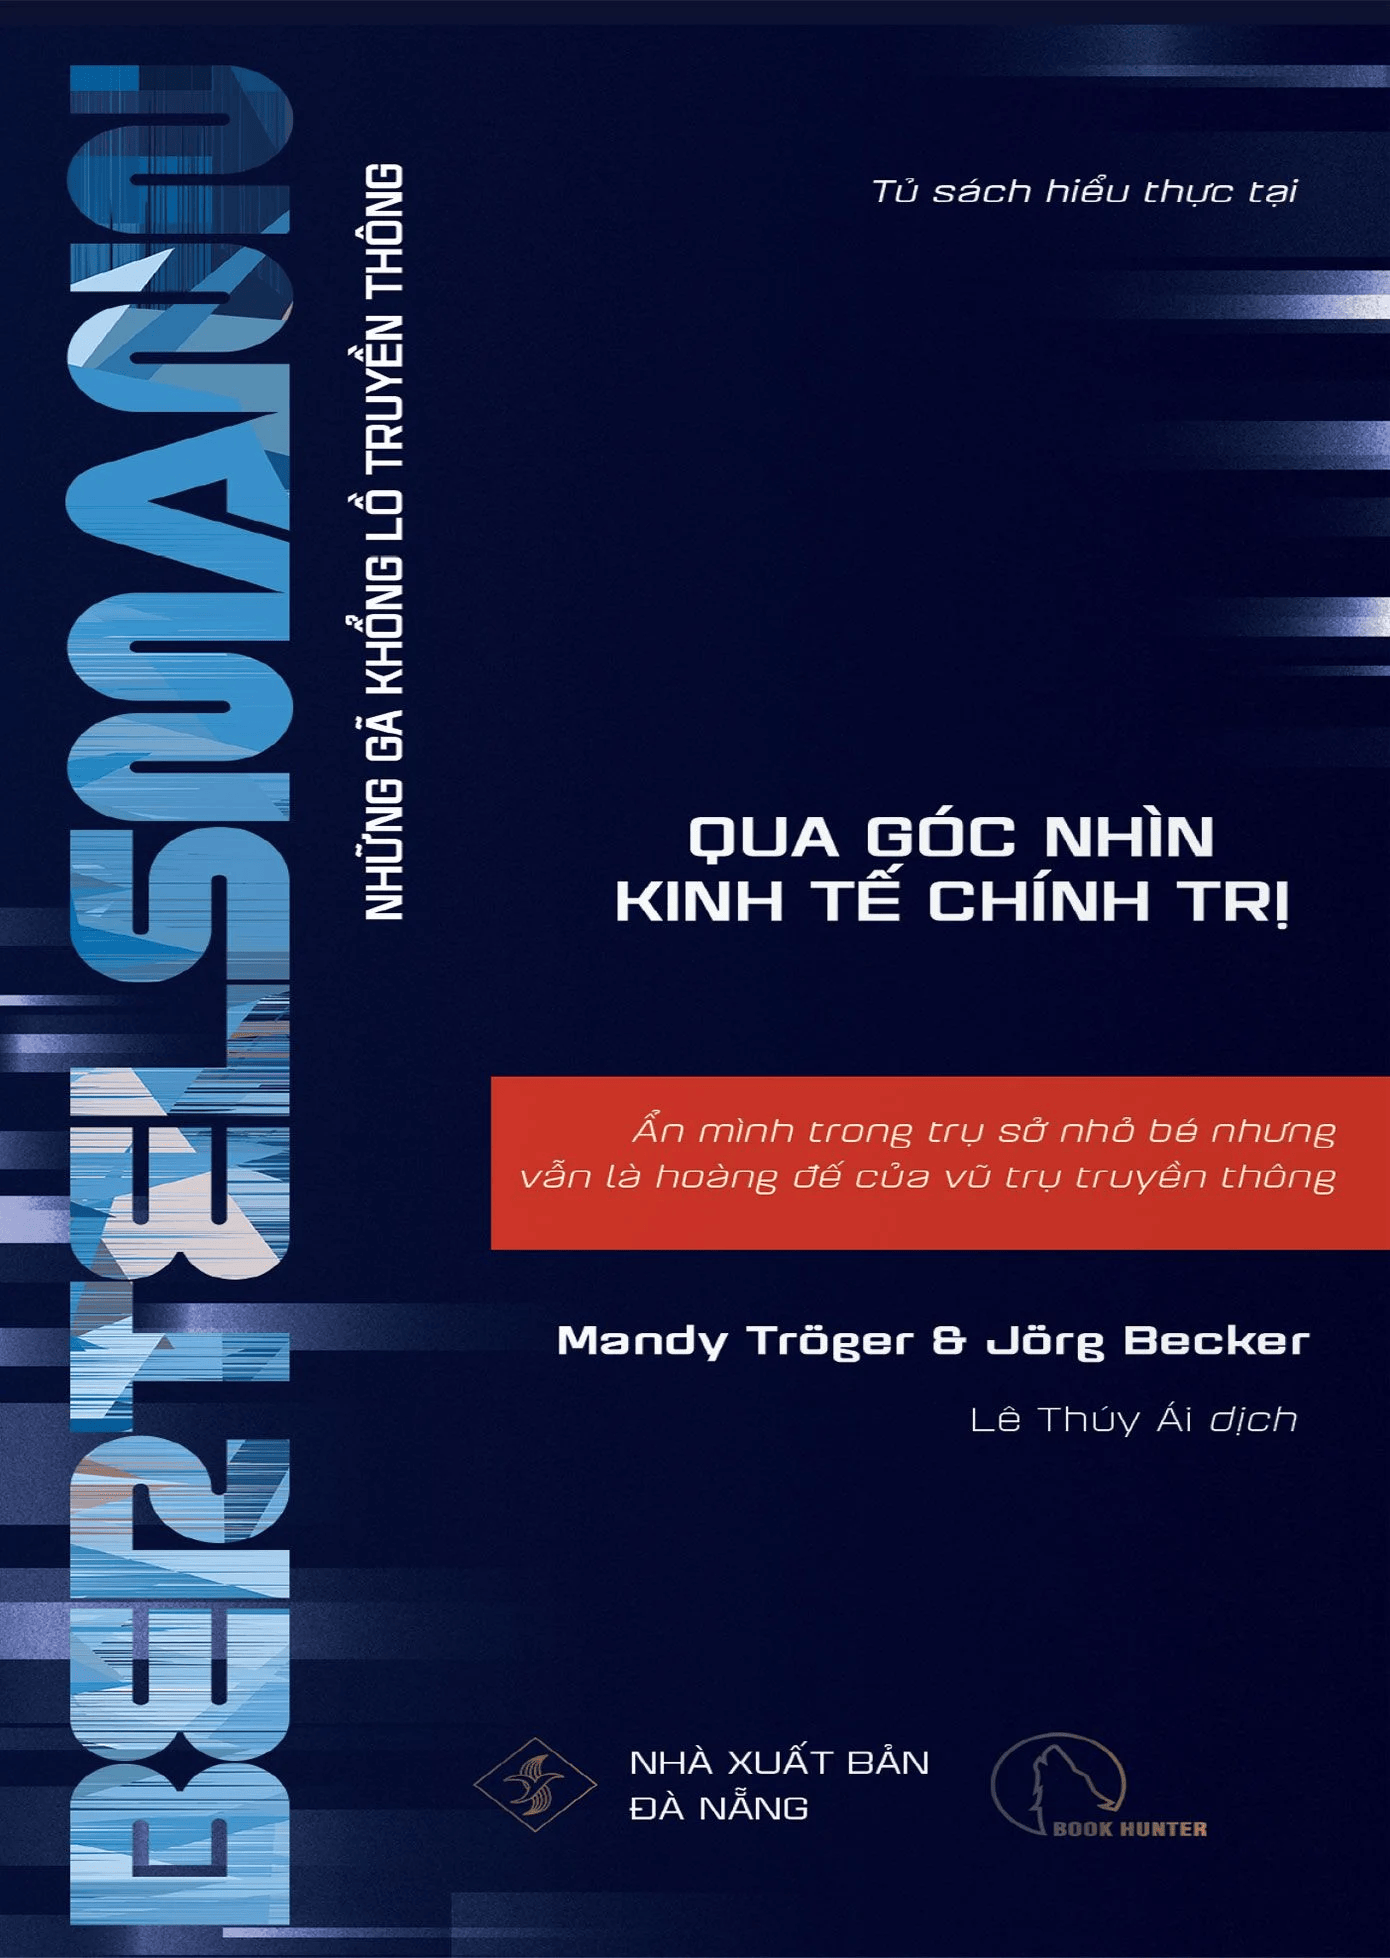 BERTELSMANN
NHỮNG GÃ KHỔNG LỒ TRUYỀN THÔNG
Tủ sách hiểu thực tại
QUA GÓC NHÌN
KINH TẾ CHÍNH TRỊ
Ẩn mình trong trụ sở nhỏ bé nhưng
vẫn là hoàng đế của vũ trụ truyền thông
Mandy Tröger & Jörg Becker
Lê Thúy Ái dịch
NHÀ XUẤT BẢN
ĐÀ NẴNG
BOOK HUNTER